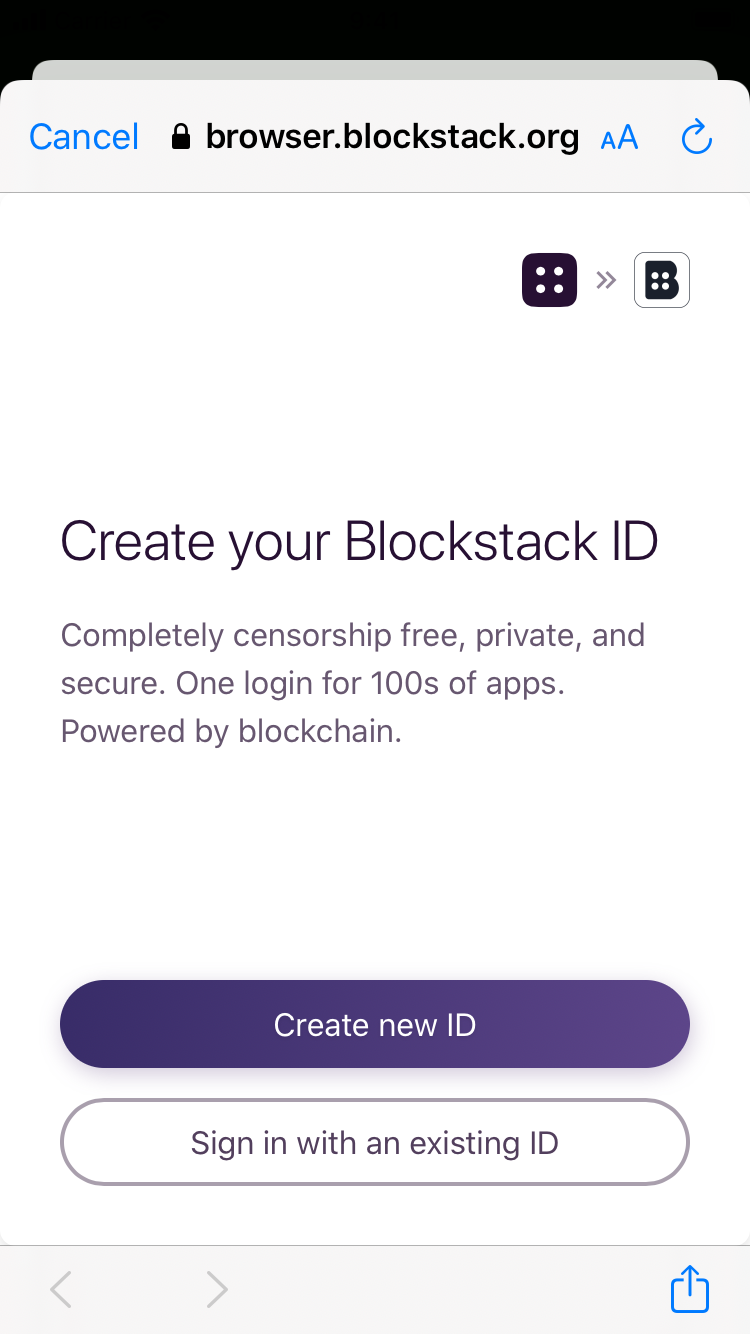 Cancel browser.blockstack.org AA
Create your Blockstack ID
Completely censorship free, private, and
secure. One login for 100s of apps.
Powered by blockchain.
Create new ID
Sign in with an existing ID